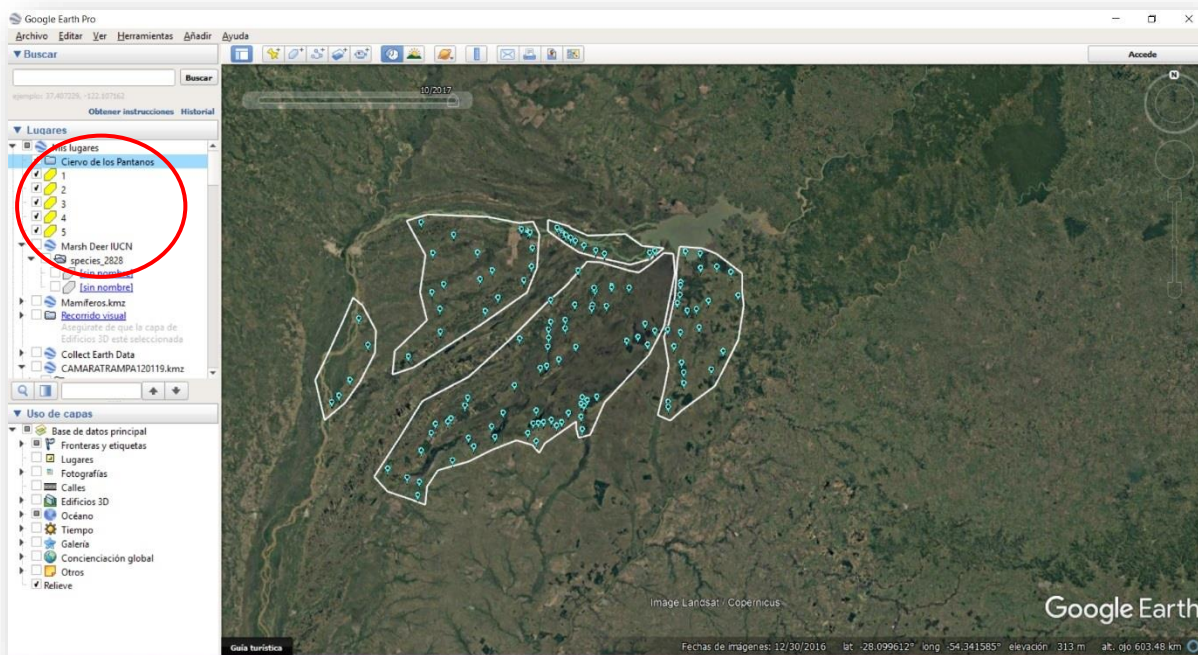 Google Earth Pro
Archivo Editar Ver Herramientas Añadir Ayuda
Buscar
Accede
Buscar
ejemplo: 37.407229, -122.107162
Obtener instrucciones Historial
10/2017
N
Lugares
Mis lugares
Ciervo de los Pantanos
1
2
3
4
5
Marsh Deer IUCN
species_2828
[sin nombre]
[sin nombre]
Mamíferos.kmz
Recorrido visual
Asegúrate de que la capa de
Edificios 3D esté seleccionada
Collect Earth Data
CAMARATRAMPA120119.kmz
Uso de capas
Base de datos principal
Fronteras y etiquetas
Lugares
Fotografías
Calles
Edificios 3D
Océano
Tiempo
Galería
Concienciación global
Otros
Relieve
Image Landsat / Copernicus
Google Earth
Guía turística
Fechas de imágenes: 12/30/2016 lat -28.099612° long -54.341585° elevación 313 m alt. ojo 603.48 km